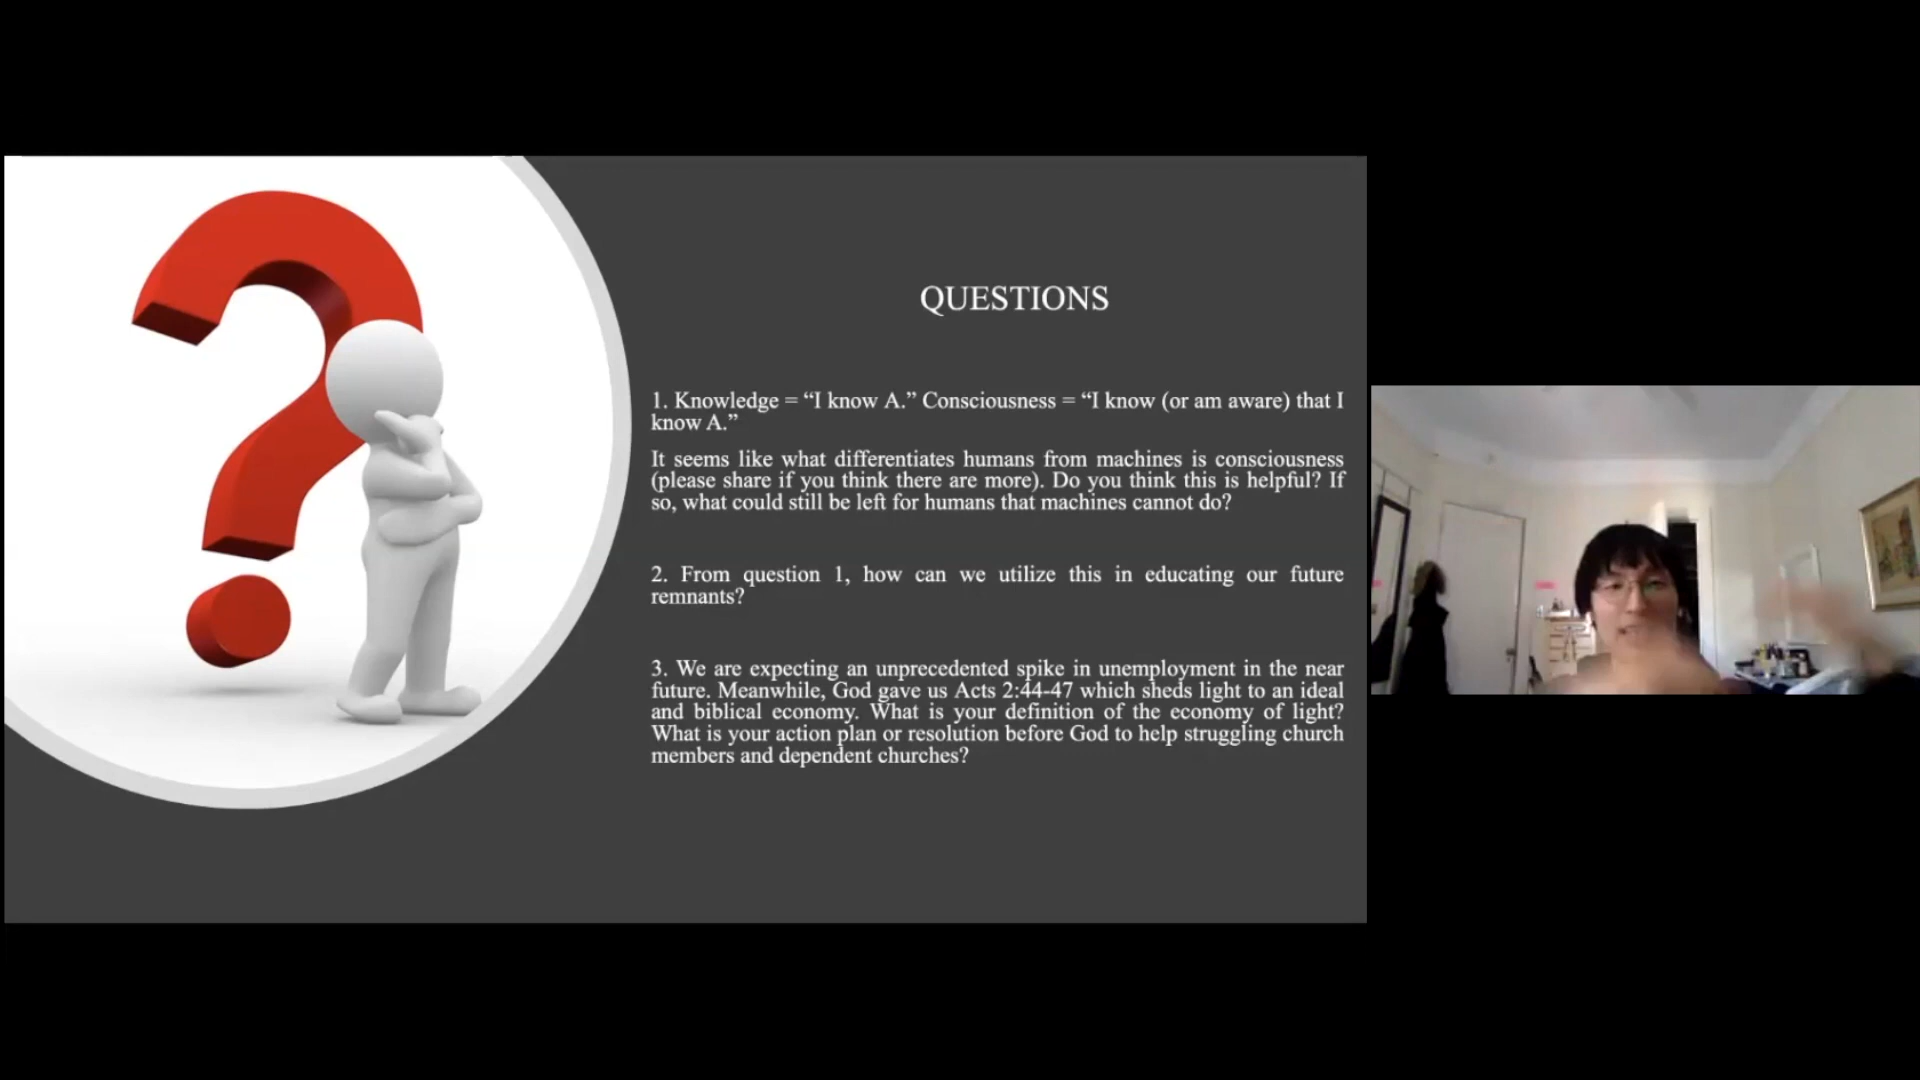 QUESTIONS
1. Knowledge = “I know A.” Consciousness = “I know (or am aware) that I
know A.”
It seems like what differentiates humans from machines is consciousness
(please share if you think there are more). Do you think this is helpful? If
so, what could still be left for humans that machines cannot do?
2. From question 1, how can we utilize this in educating our future
remnants?
3. We are expecting an unprecedented spike in unemployment in the near
future. Meanwhile, God gave us Acts 2:44-47 which sheds light to an ideal
and biblical economy. What is your definition of the economy of light?
What is your action plan or resolution before God to help struggling church
members and dependent churches?